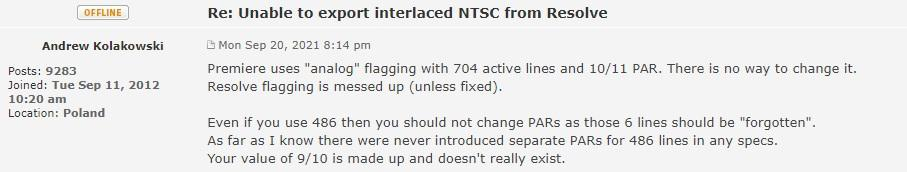 OFFLINE
Re: Unable to export interlaced NTSC from Resolve
Andrew Kolakowski
Mon Sep 20, 2021 8:14 pm
Posts: 9283
Joined: Tue Sep 11, 2012
10:20 am
Location: Poland
Premiere uses "analog" flagging with 704 active lines and 10/11 PAR. There is no way to change it.
Resolve flagging is messed up (unless fixed).
Even if you use 486 then you should not change PARs as those 6 lines should be "forgotten".
As far as I know there were never introduced separate PARs for 486 lines in any specs.
Your value of 9/10 is made up and doesn't really exist.